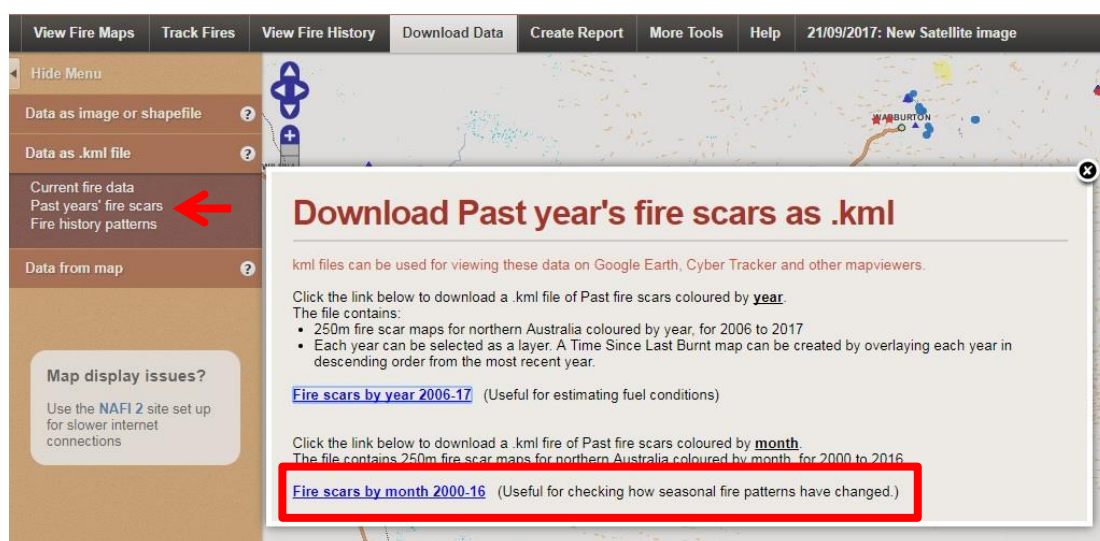 View Fire Maps Track Fires View Fire History Download Data Create Report More Tools Help 21/09/2017: New Satellite image
Hide Menu
Data as image or shapefile ?
Data as .kml file ?
Current fire data
Past years' fire scars
Fire history patterns
Data from map ?
Map display issues?
Use the NAFI 2 site set up
for slower internet
connections
WARBURTON
Download Past year's fire scars as .kml
kml files can be used for viewing these data on Google Earth, Cyber Tracker and other mapviewers.
Click the link below to download a .kml file of Past fire scars coloured by year.
The file contains:
• 250m fire scar maps for northern Australia coloured by year, for 2006 to 2017
• Each year can be selected as a layer. A Time Since Last Burnt map can be created by overlaying each year in
descending order from the most recent year.
Fire scars by year 2006-17 (Useful for estimating fuel conditions)
Click the link below to download a .kml fire of Past fire scars coloured by month.
The file contains 250m fire scar maps for northern Australia coloured by month, for 2000 to 2016
Fire scars by month 2000-16 (Useful for checking how seasonal fire patterns have changed.)